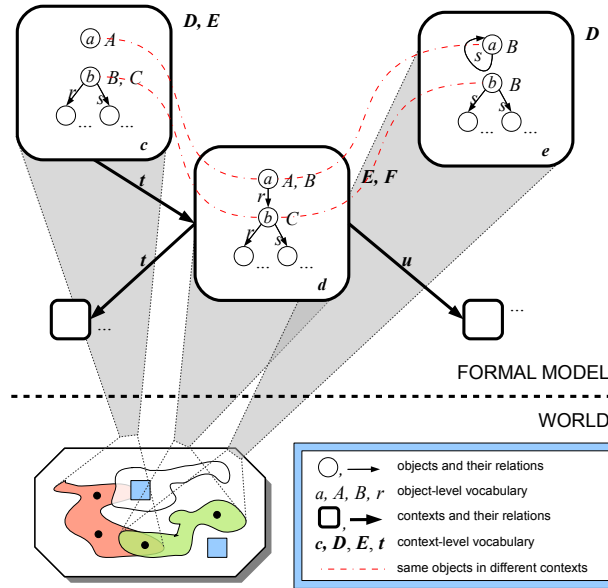 D, E
D
a A
a B
s
b B, C
b B
r s
s s
... ...
... ...
c
e
t
a A, B
E, F
r
b C
r s
t
... ...
u
d
...
...
FORMAL MODEL
WORLD
, objects and their relations
a, A, B, r object-level vocabulary
, contexts and their relations
c, D, E, t context-level vocabulary
same objects in different contexts